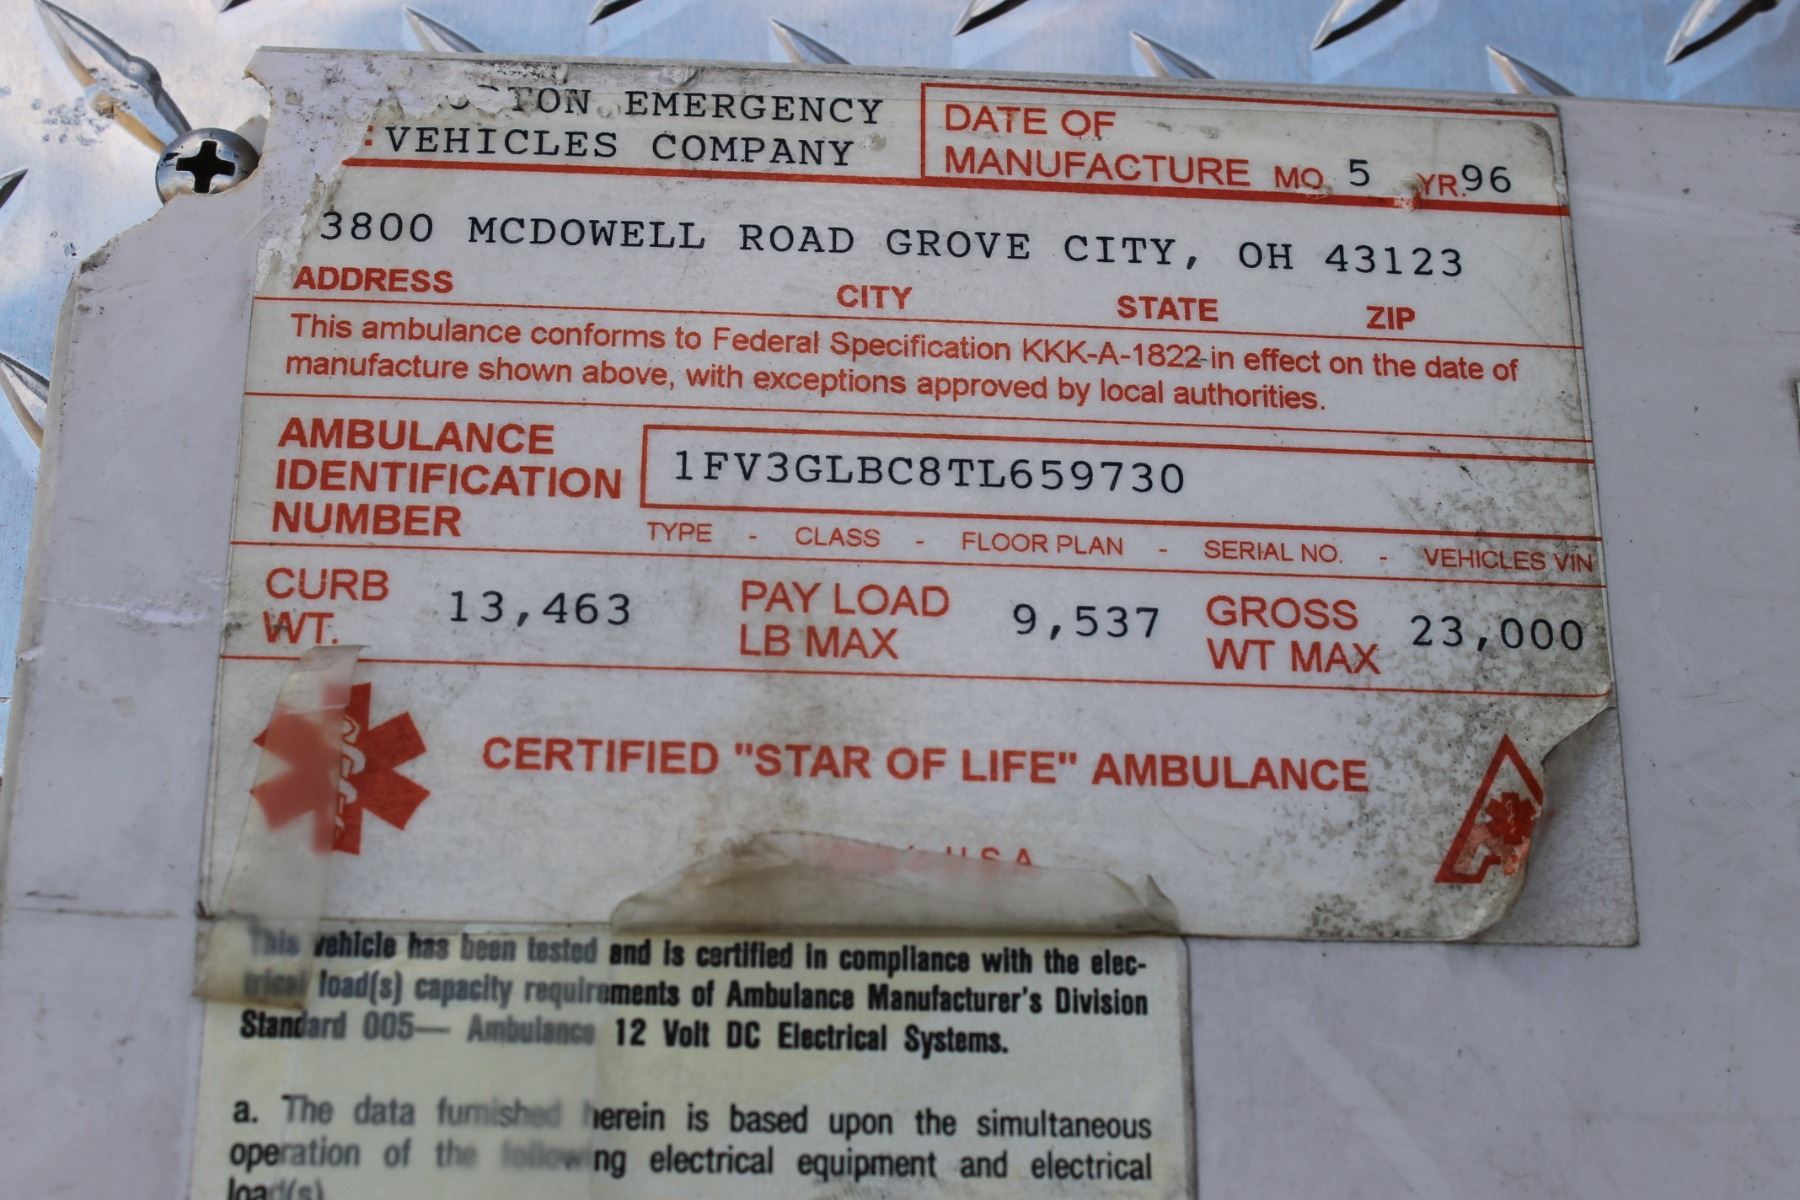 TON EMERGENCY
:VEHICLES COMPANY
DATE OF
MANUFACTURE MO. 5 YR. 96
3800 MCDOWELL ROAD GROVE CITY, OH 43123
ADDRESS CITY STATE ZIP
This ambulance conforms to Federal Specification KKK-A-1822 in effect on the date of
manufacture shown above, with exceptions approved by local authorities.
AMBULANCE
IDENTIFICATION
NUMBER
1FV3GLBC8TL659730
TYPE - CLASS - FLOOR PLAN - SERIAL NO. - VEHICLES VIN
CURB
WT.
13,463
PAY LOAD
LB MAX
9,537
GROSS
WT MAX
23,000
CERTIFIED "STAR OF LIFE" AMBULANCE
U.S.A.
This vehicle has been tested and is certified in compliance with the elec-
trical load(s) capacity requirements of Ambulance Manufacturer's Division
Standard 005— Ambulance 12 Volt DC Electrical Systems.
a. The data furnished herein is based upon the simultaneous
operation of the following electrical equipment and electrical
load(s)